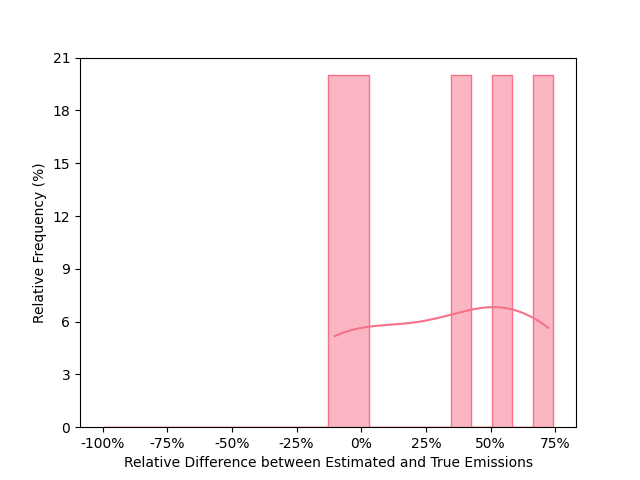 21
18
15
12
9
6
3
0
Relative Frequency (%)
-100% -75% -50% -25% 0% 25% 50% 75%
Relative Difference between Estimated and True Emissions